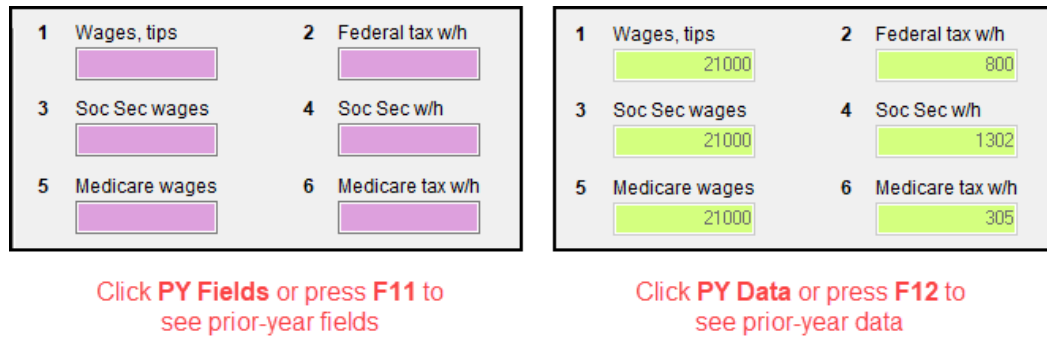 1 Wages, tips 2 Federal tax w/h
3 Soc Sec wages 4 Soc Sec w/h
5 Medicare wages 6 Medicare tax w/h
Click PY Fields or press F11 to
see prior-year fields
1 Wages, tips 2 Federal tax w/h
21000 800
3 Soc Sec wages 4 Soc Sec w/h
21000 1302
5 Medicare wages 6 Medicare tax w/h
21000 305
Click PY Data or press F12 to
see prior-year data